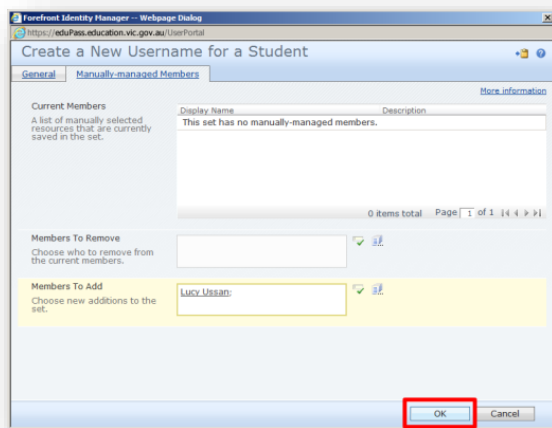 Forefront Identity Manager -- Webpage Dialog
https://eduPass.education.vic.gov.au/UserPortal
Create a New Username for a Student
General
Manually-managed Members
More information
Current Members
A list of manually selected
resources that are currently
saved in the set.
Display Name Description
This set has no manually-managed members.
0 items total Page 1 of 1
Members To Remove
Choose who to remove from
the current members.
Members To Add
Choose new additions to the
set.
Lucy Ussan;
OK Cancel